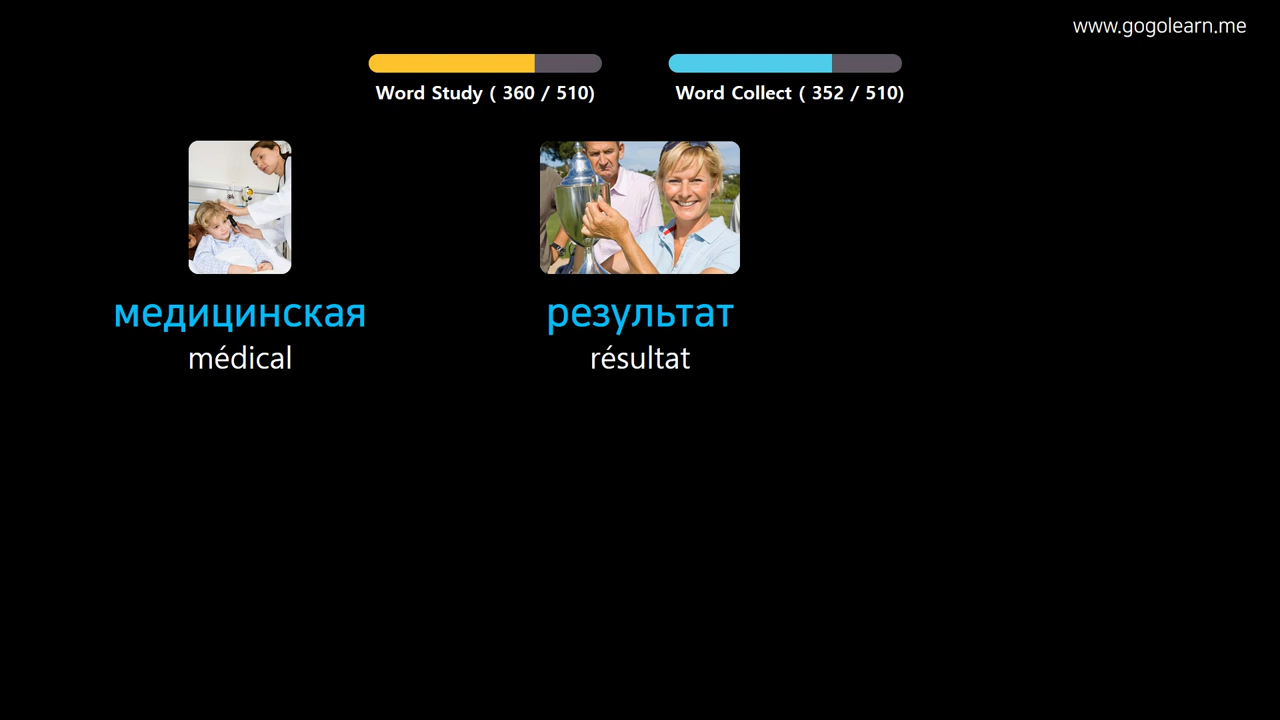 www.gogolearn.me
Word Study ( 360 / 510)
Word Collect ( 352 / 510)
медицинская
médical
результат
résultat